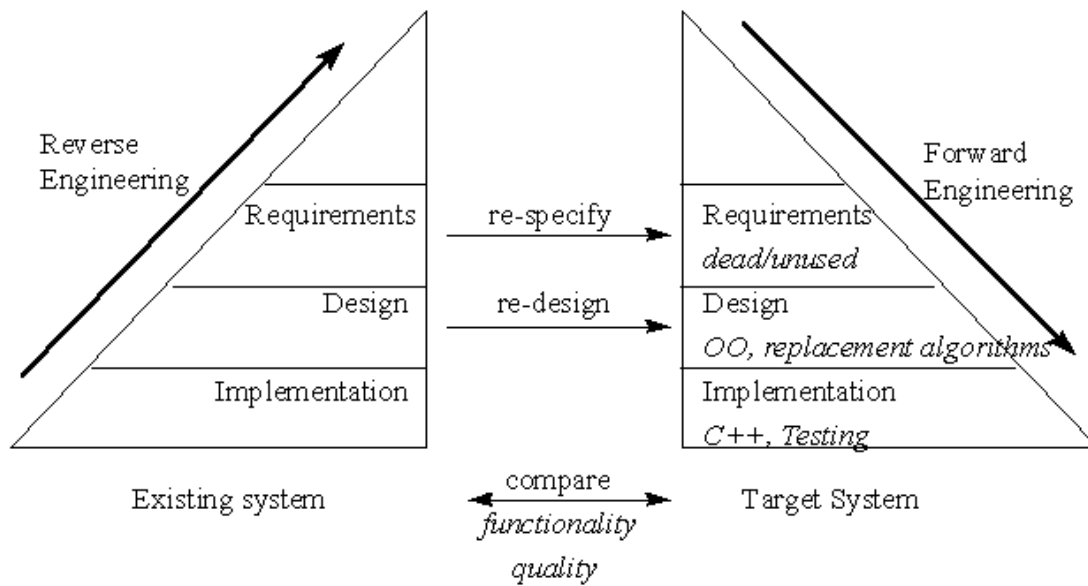 Reverse
Engineering
Forward
Engineering
Requirements
re-specify
Requirements
dead/unused
Design
re-design
Design
OO, replacement algorithms
Implementation
Implementation
C++, Testing
Existing system
compare
Target System
functionality
quality